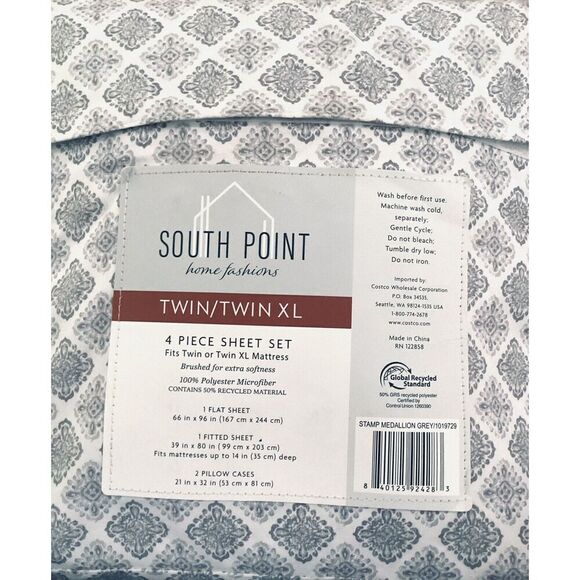 SOUTH POINT
home fashions
TWIN/TWIN XL
4 PIECE SHEET SET
Fits Twin or Twin XL Mattress
Brushed for extra softness
100% Polyester Microfiber
CONTAINS 50% RECYCLED MATERIAL
1 FLAT SHEET
66 in x 96 in (167 cm x 244 cm)
1 FITTED SHEET
39 in x 80 in ( 99 cm x 203 cm)
Fits mattresses up to 14 in (35 cm) deep
2 PILLOW CASES
21 in x 32 in (53 cm x 81 cm)
Wash before first use.
Machine wash cold,
separately;
Gentle Cycle;
Do not bleach;
Tumble dry low;
Do not iron.
Imported by:
Costco Wholesale Corporation
P.O. Box 34535,
Seattle, WA 98124-1535 USA
1-800-774-2678
www.costco.com
Made in China
RN 122858
Global Recycled
Standard
50% GRS recycled polyester
Certified by
Control Union 1260390
STAMP MEDALLION GREY/1019729
8 40125 92428 3